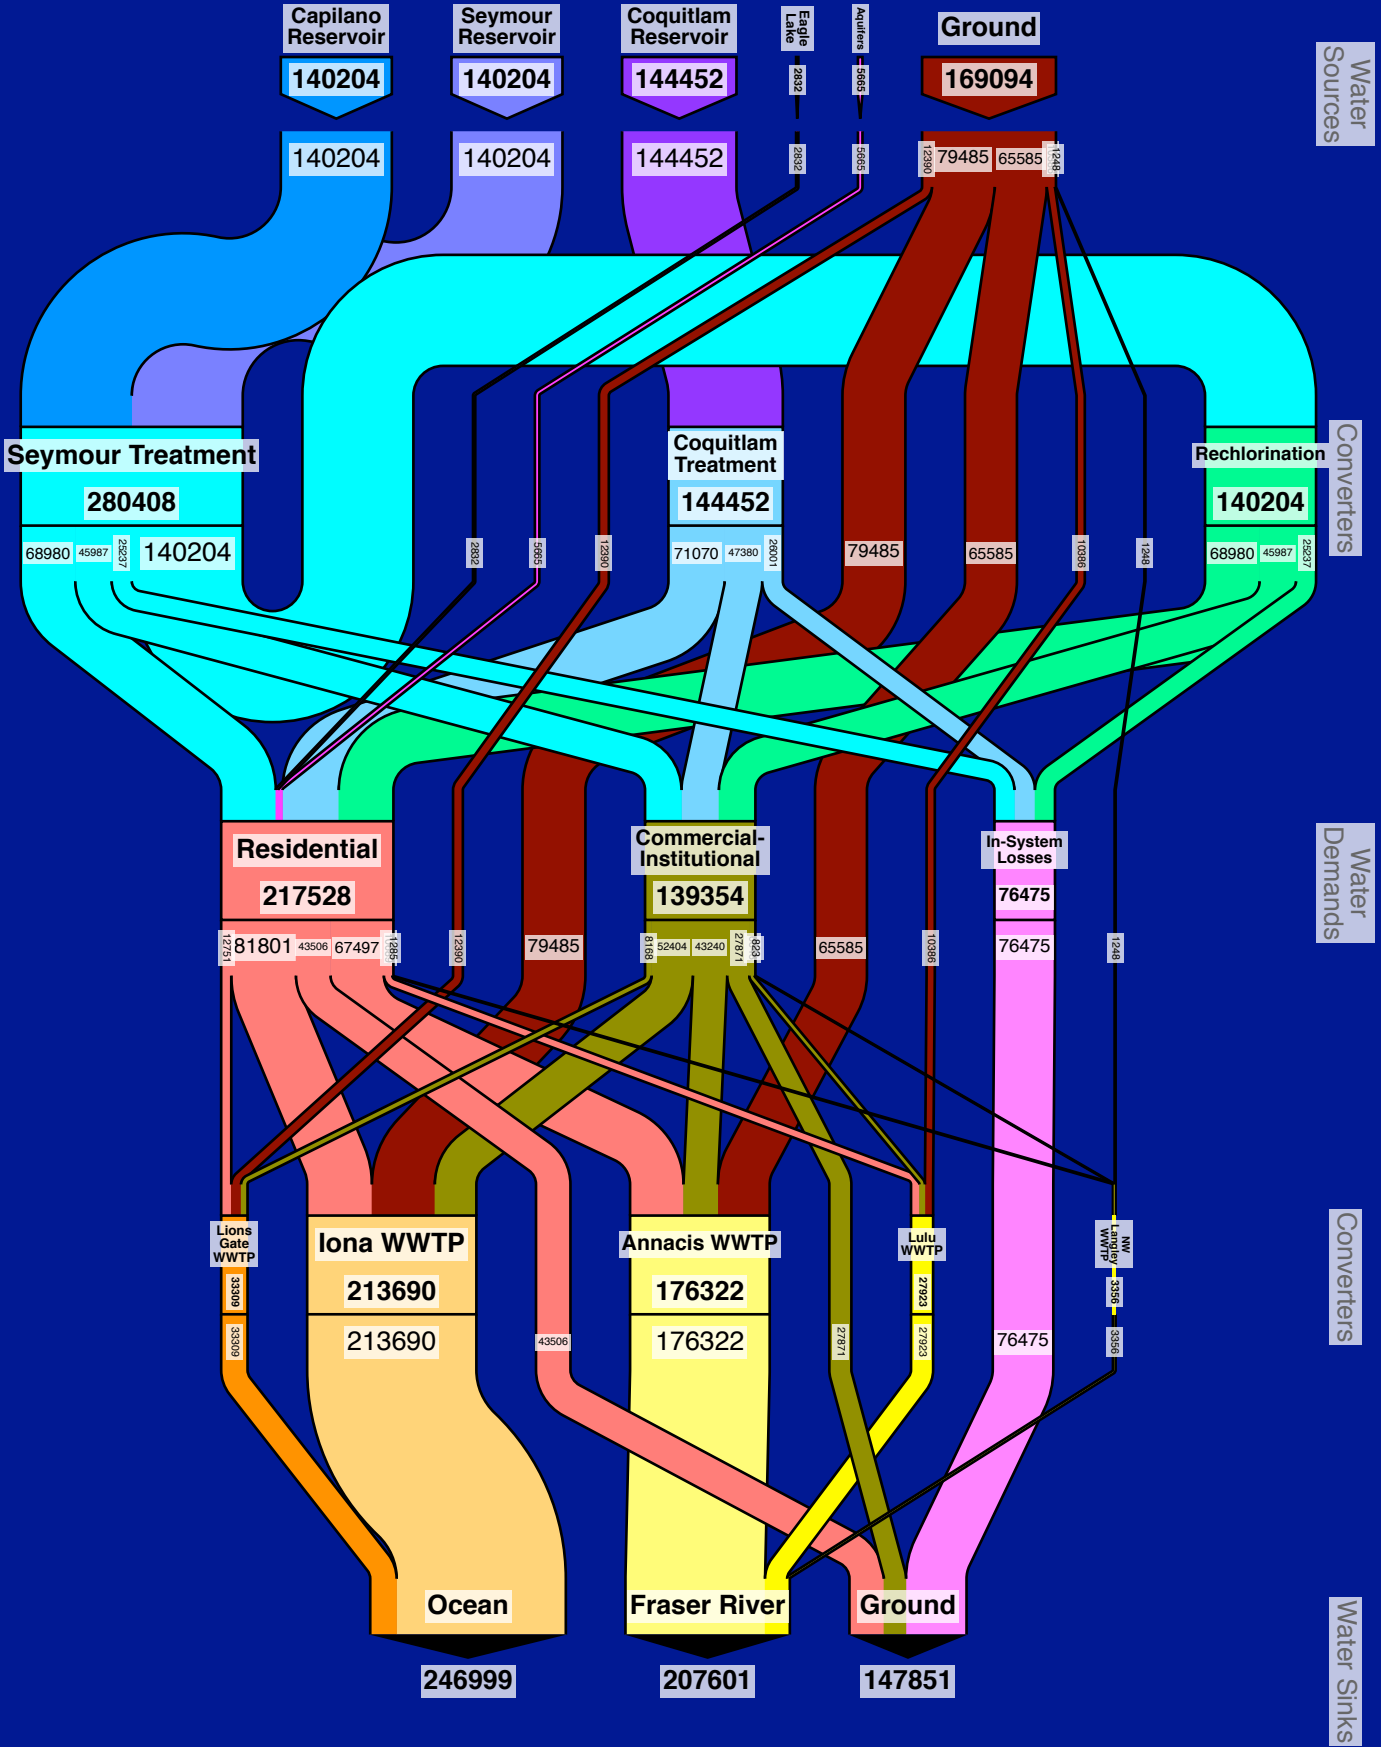 Capilano
Reservoir
Seymour
Reservoir
Coquitlam
Reservoir
Eagle
Lake
Aquifers
Ground
140204
140204
144452
2832
5665
169094
Water
Sources
140204
140204
144452
2832
5665
12390
79485
65585
1248
Seymour Treatment
280408
Coquitlam
Treatment
144452
Rechlorination
140204
Converters
68980
45987
25237
140204
2832
5665
12390
71070
47380
26001
79485
65585
10386
1248
68980
45987
25237
Residential
217528
Commercial-
Institutional
139354
In-System
Losses
76475
Water
Demands
12751
81801
43506
67497
1285
12390
79485
8168
52404
43240
27871
823
65585
10386
76475
1248
Lions
Gate
WWTP
33309
Iona WWTP
213690
Annacis WWTP
176322
Lulu
WWTP
27923
NW
Langley
WWTP
3356
Converters
33309
213690
43506
176322
27871
27923
76475
3356
Ocean
Fraser River
Ground
246999
207601
147851
Water Sinks